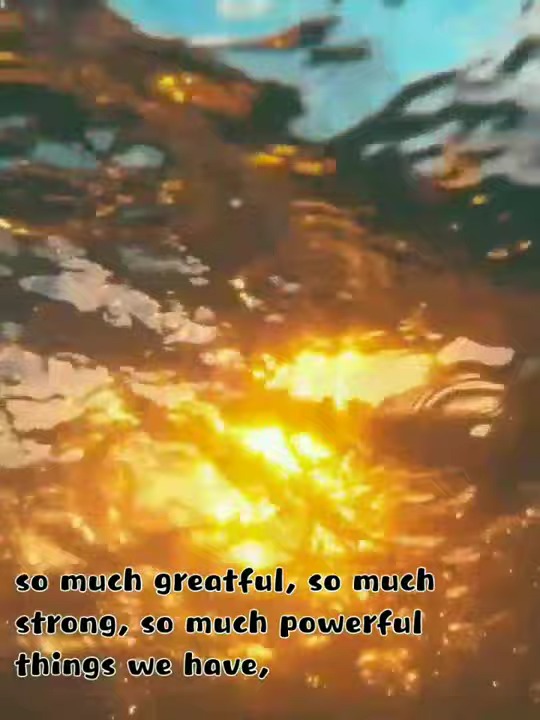 so much greatful, so much
strong, so much powerful
things we have,